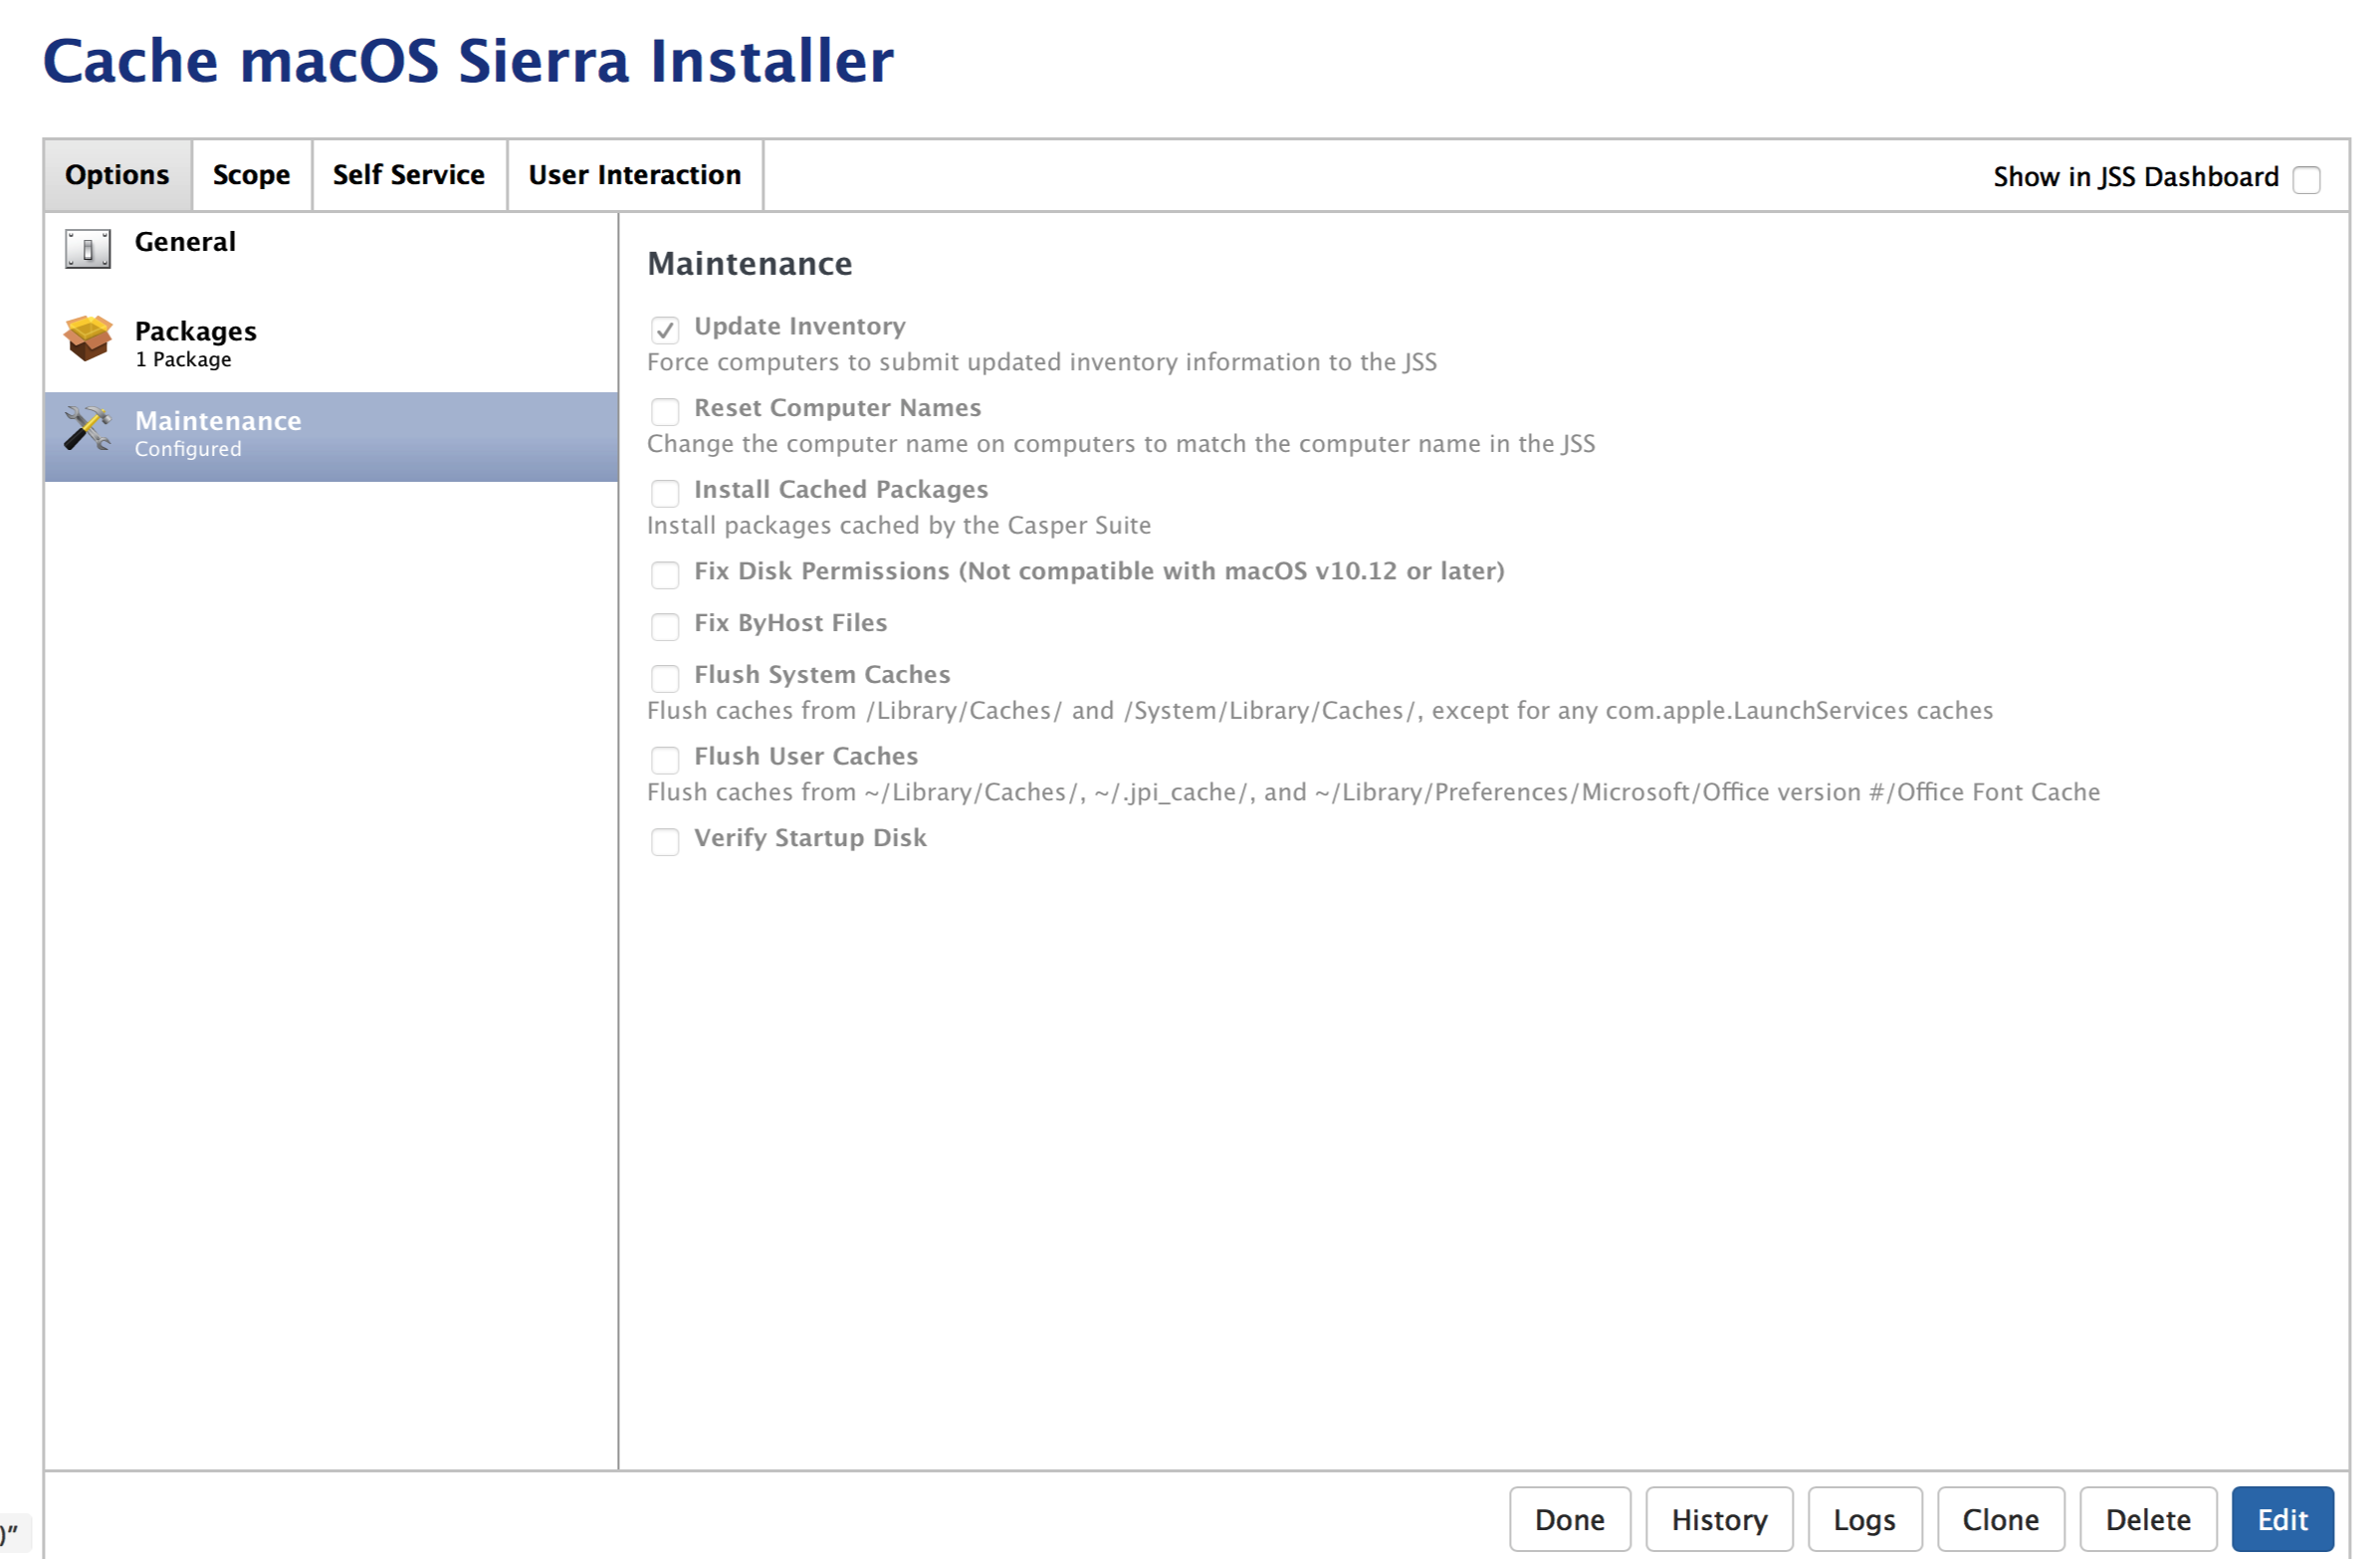 Cache macOS Sierra Installer
Options
Scope
Self Service
User Interaction
Show in JSS Dashboard
General
Packages
1 Package
Maintenance
Configured
Maintenance
Update Inventory
Force computers to submit updated inventory information to the JSS
Reset Computer Names
Change the computer name on computers to match the computer name in the JSS
Install Cached Packages
Install packages cached by the Casper Suite
Fix Disk Permissions (Not compatible with macOS v10.12 or later)
Fix ByHost Files
Flush System Caches
Flush caches from /Library/Caches/ and /System/Library/Caches/, except for any com.apple.LaunchServices caches
Flush User Caches
Flush caches from ~/Library/Caches/, ~/.jpi_cache/, and ~/Library/Preferences/Microsoft/Office version #/Office Font Cache
Verify Startup Disk
)”
Done
History
Logs
Clone
Delete
Edit